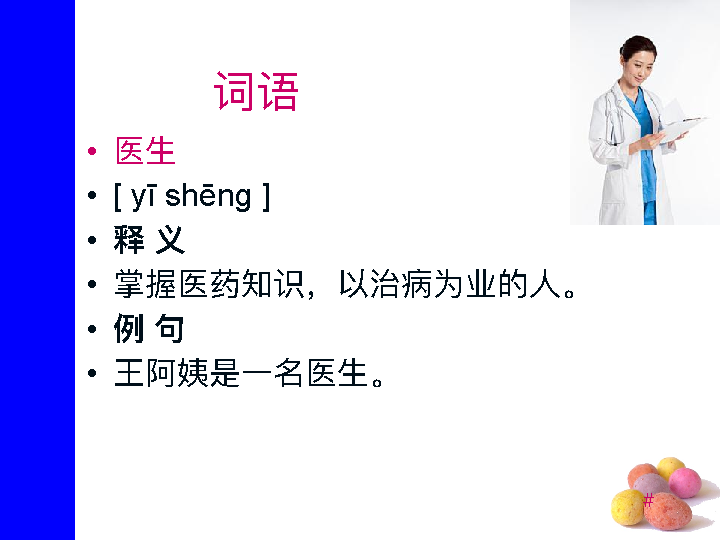 词语
• 医生
• [ yī shēng ]
• 释 义
• 掌握医药知识，以治病为业的人。
• 例 句
• 王阿姨是一名医生。
#